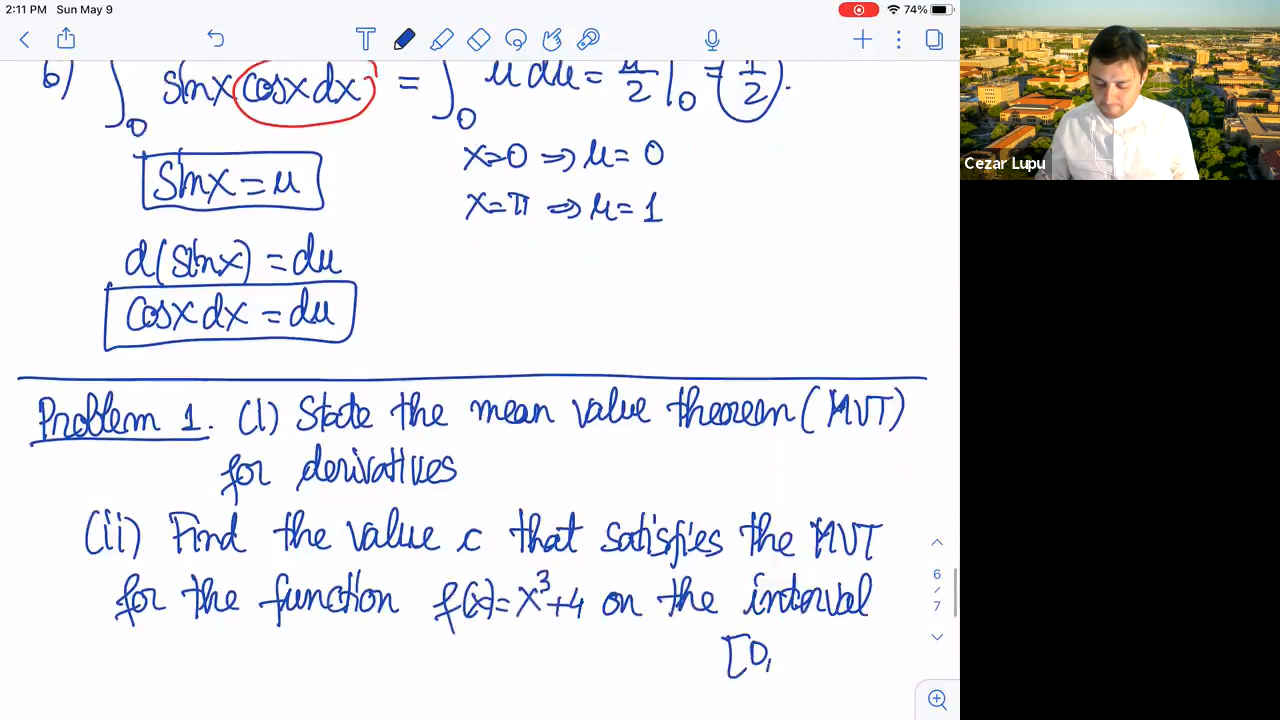 2:11 PM Sun May 9
74%
6) ∫₀ sinx cosx dx = ∫₀ u du = u/2 |₀ = 1/2.
sinx = u
x=0 ⇒ u = 0
x=π ⇒ u = 1
d(sinx) = du
cosx dx = du
Problem 1. (i) State the mean value theorem (MVT)
for derivatives
(ii) Find the value c that satisfies the MVT
for the function f(x) = x³+4 on the interval
[0,
6
/
7
Cezar Lupu